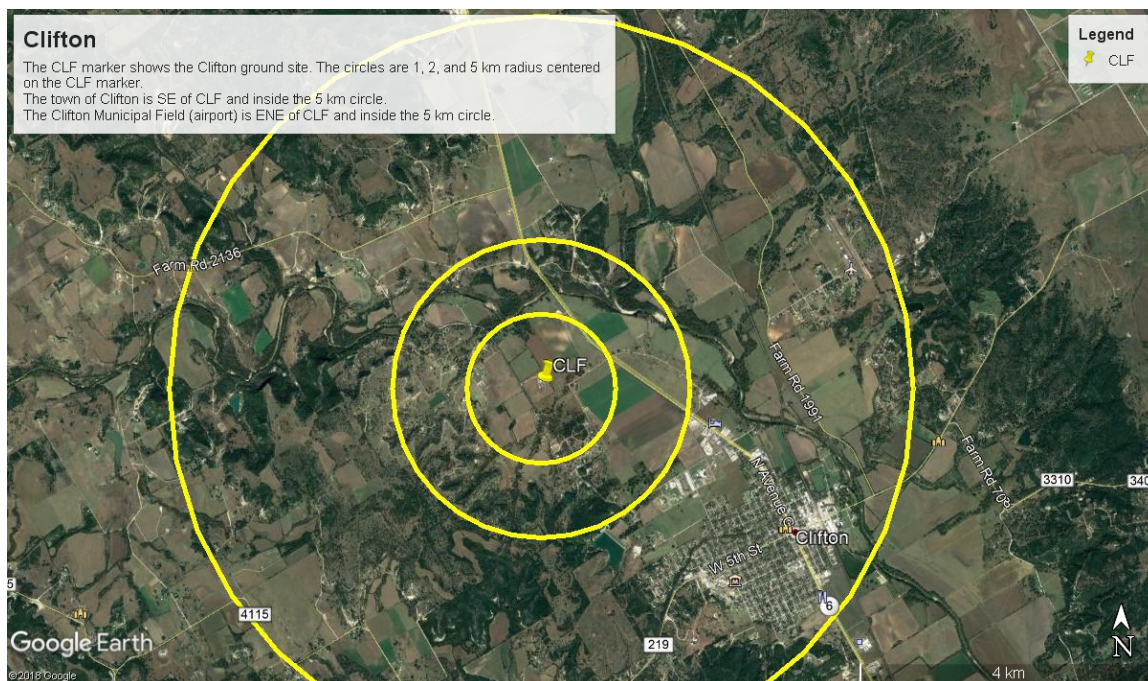 Clifton
The CLF marker shows the Clifton ground site. The circles are 1, 2, and 5 km radius centered
on the CLF marker.
The town of Clifton is SE of CLF and inside the 5 km circle.
The Clifton Municipal Field (airport) is ENE of CLF and inside the 5 km circle.
Legend
CLF
Farm Rd 2136
CLF
Farm Rd 1991
N Avenue G
Farm Rd 708
3310
340
Clifton
W 5th St
6
5
4115
219
Google Earth
N
©2018 Google
4 km